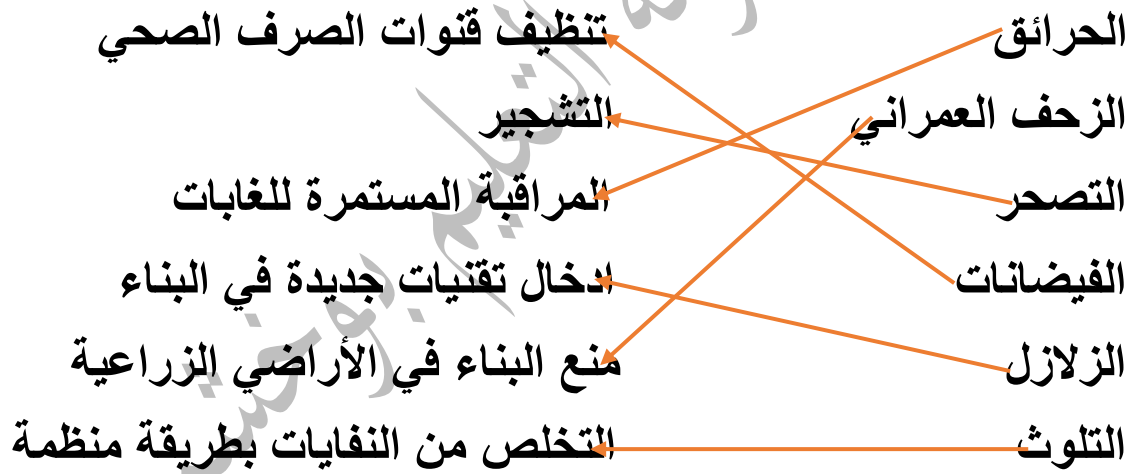 الحرائق تنظيف قنوات الصرف الصحي
الزحف العمراني التشجير
التصحر المراقبة المستمرة للغابات
الفيضانات ادخال تقنيات جديدة في البناء
الزلازل منع البناء في الأراضي الزراعية
التلوث التخلص من النفايات بطريقة منظمة